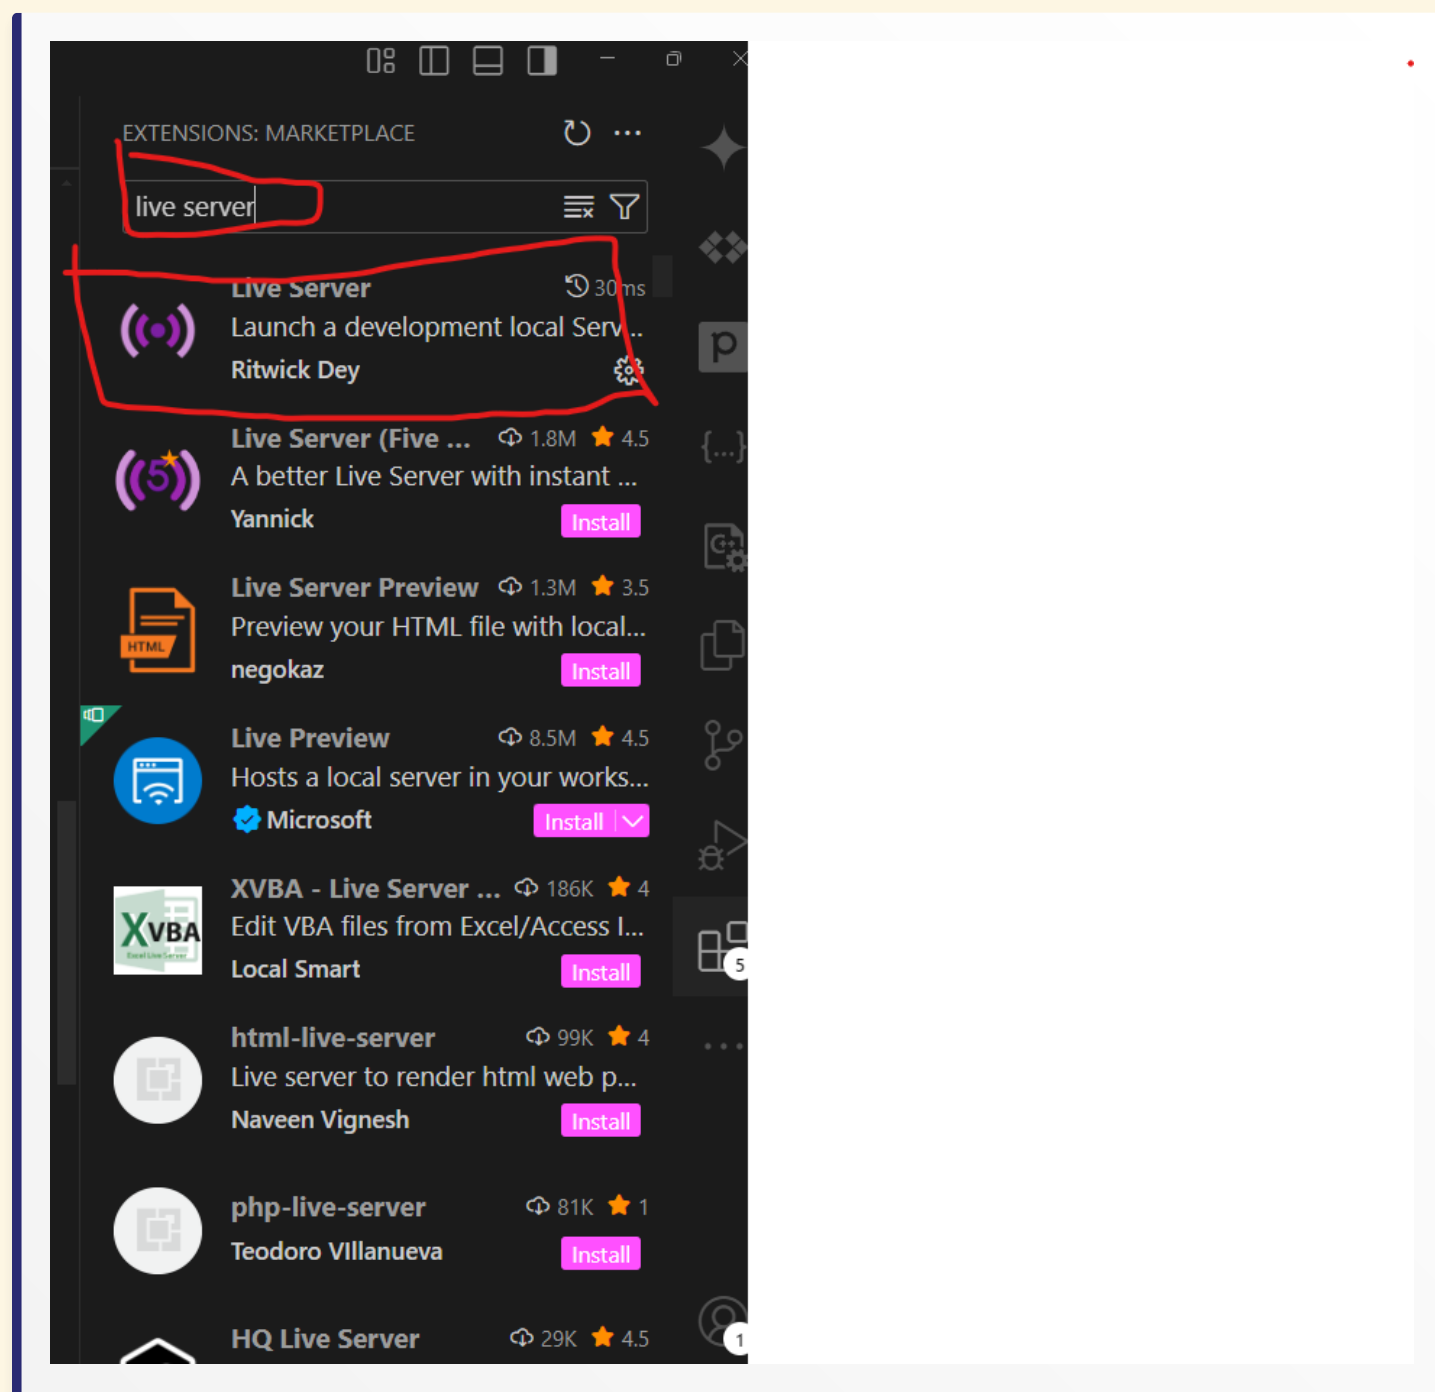 EXTENSIONS: MARKETPLACE
live server
Live Server 30ms
Launch a development local Serv...
Ritwick Dey
Live Server (Five ... 1.8M 4.5
A better Live Server with instant ...
Yannick Install
Live Server Preview 1.3M 3.5
Preview your HTML file with local...
HTML
negokaz Install
Live Preview 8.5M 4.5
Hosts a local server in your works...
Microsoft Install
XVBA - Live Server ... 186K 4
Edit VBA files from Excel/Access I...
XVBA
Excel Live Server
Local Smart Install
5
html-live-server 99K 4
Live server to render html web p...
Naveen Vignesh Install
php-live-server 81K 1
Teodoro VIllanueva Install
HQ Live Server 29K 4.5
1